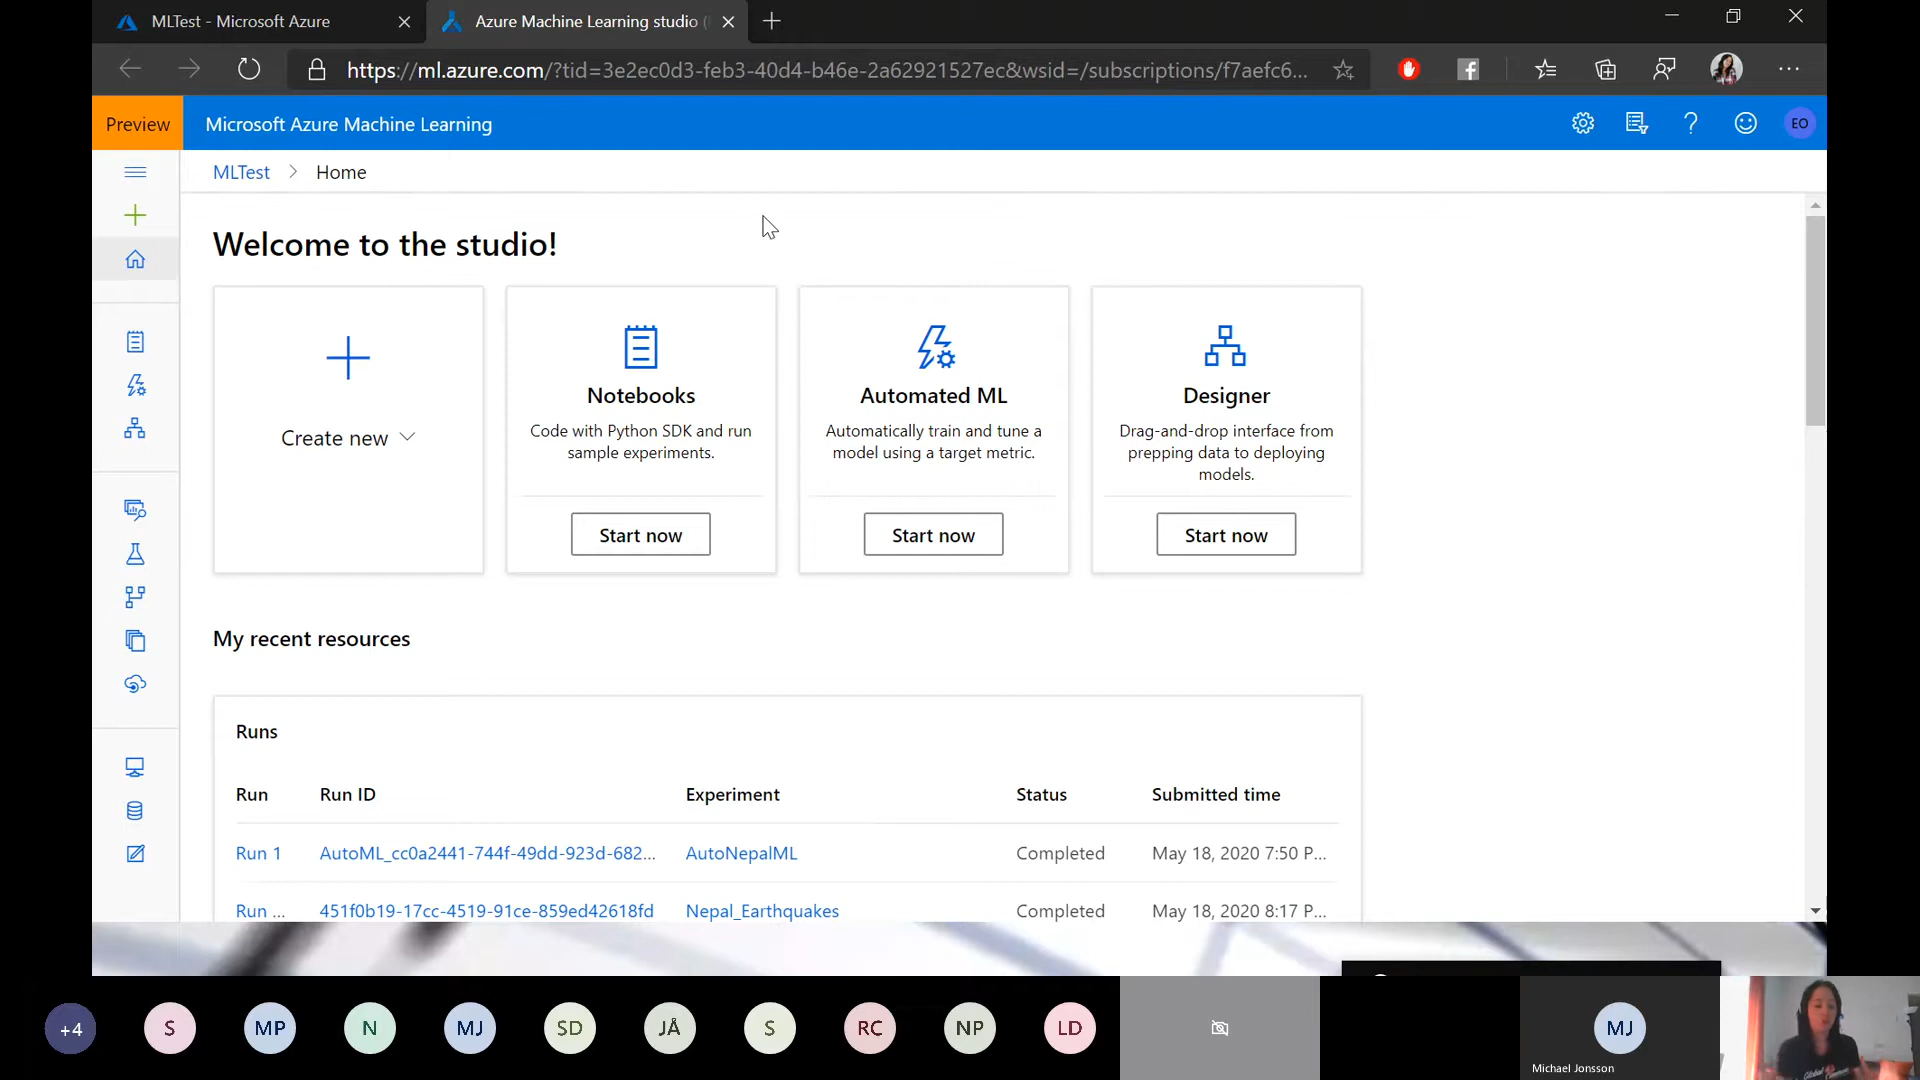 MLTest - Microsoft Azure
Azure Machine Learning studio (
https://ml.azure.com/?tid=3e2ec0d3-feb3-40d4-b46e-2a62921527ec&wsid=/subscriptions/f7aefc6...
Preview
Microsoft Azure Machine Learning
EO
MLTest > Home
Welcome to the studio!
Create new
Notebooks
Code with Python SDK and run
sample experiments.
Start now
Automated ML
Automatically train and tune a
model using a target metric.
Start now
Designer
Drag-and-drop interface from
prepping data to deploying
models.
Start now
My recent resources
Runs
Run Run ID Experiment Status Submitted time
Run 1 AutoML_cc0a2441-744f-49dd-923d-682... AutoNepalML Completed May 18, 2020 7:50 P...
Run ... 451f0b19-17cc-4519-91ce-859ed42618fd Nepal_Earthquakes Completed May 18, 2020 8:17 P...
+4 S MP N MJ SD JÅ S RC NP LD MJ
Michael Jonsson